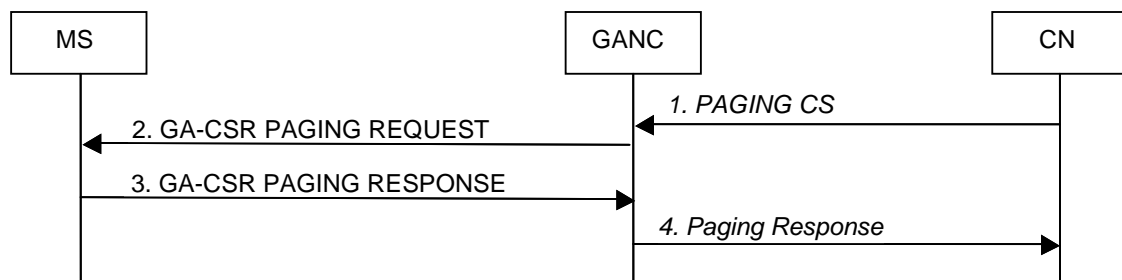 MS
GANC
CN
1. PAGING CS
2. GA-CSR PAGING REQUEST
3. GA-CSR PAGING RESPONSE
4. Paging Response